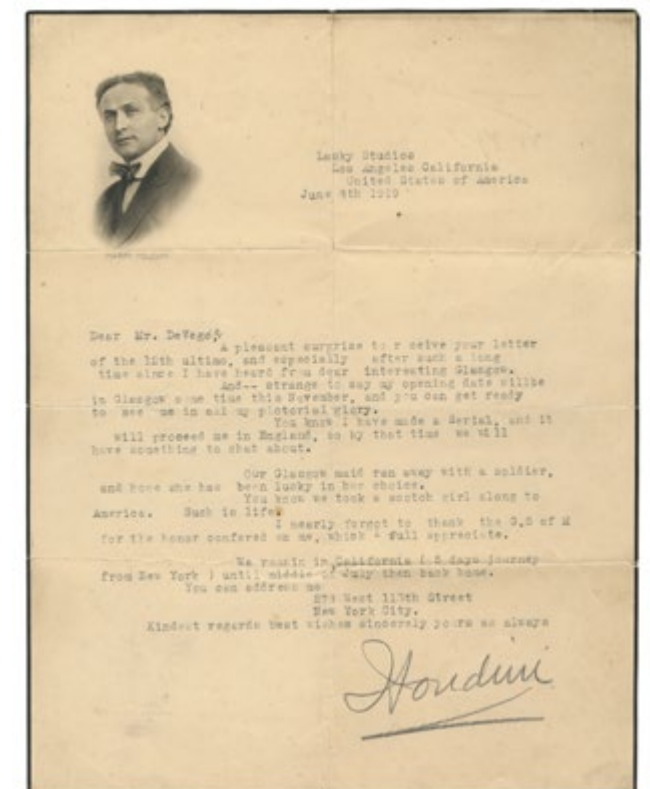 Lasky Studios
Los Angeles California
United States of America
June 4th 1919
Dear Mr. DeVego,
A pleasant surprise to r ceive your letter
of the 12th ultimo, and especially after such a long
time since I have heard from dear interesting Glasgow.
And-- strange to say my opening date willbe
in Glasgow some time this November, and you can get ready
to see me in all my pictorial glory.
You know I have made a Serial, and it
will proceed me in England, so by that time we will
have something to chat about.
Our Glasgow maid ran away with a soldier,
and hope she has been lucky in her choice.
You know we took a scotch girl along to
America. Such is life
I nearly forgot to thank the G,S of M
for the honor confered on me, which full appreciate.
We remain in California ( 5 days journey
from New York ) until middle of July then back home.
You can address me
278 West 113th Street
New York City.
Kindest regards best wishes sincerely yours as always
Houdini